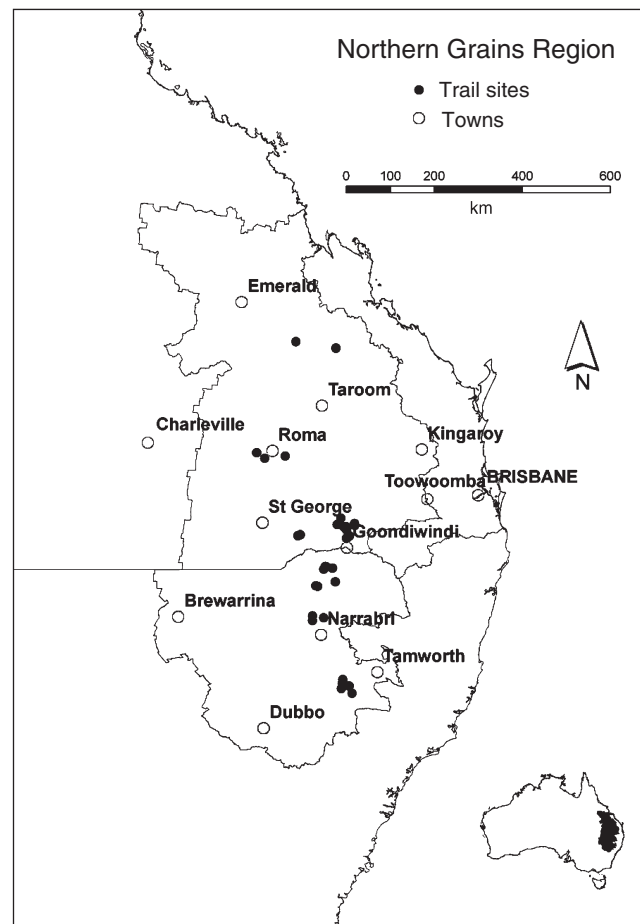 Northern Grains Region
Trail sites
Towns
0 100 200 400 600
km
Emerald
N
Taroom
Charleville
Roma
Kingaroy
Toowoomba
BRISBANE
St George
Goondiwindi
Brewarrina
Narrabri
Tamworth
Dubbo